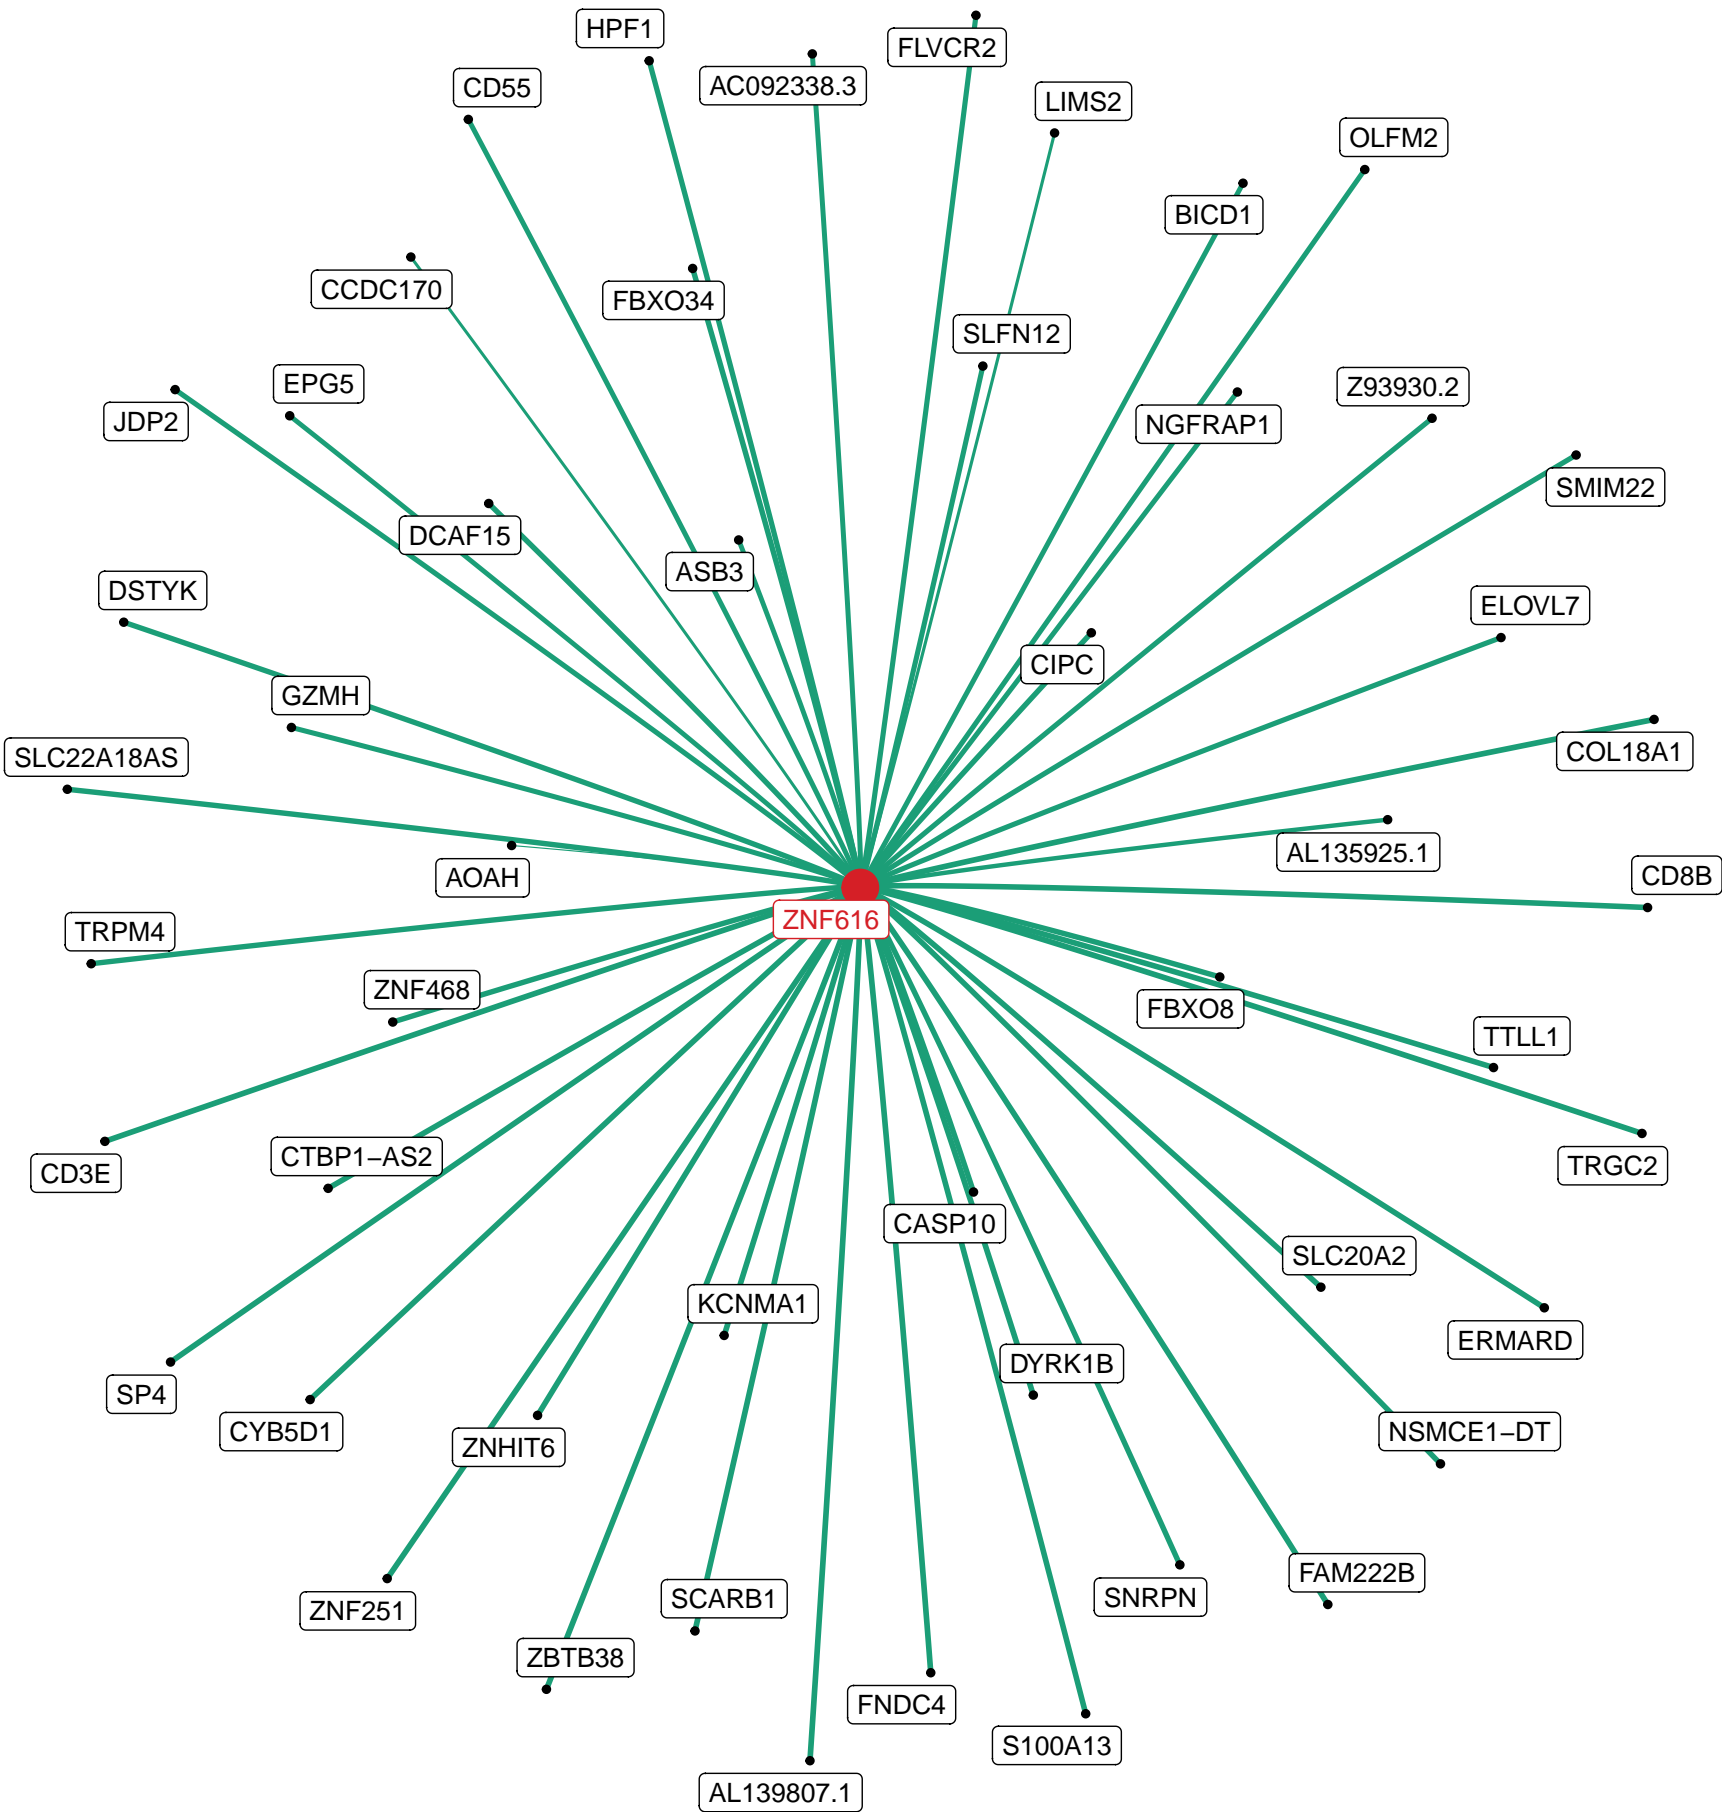 HPF1
FLVCR2
AC092338.3
CD55
LIMS2
OLFM2
BICD1
CCDC170
FBXO34
SLFN12
EPG5
Z93930.2
JDP2
NGFRAP1
SMIM22
DCAF15
ASB3
DSTYK
ELOVL7
CIPC
GZMH
SLC22A18AS
COL18A1
AL135925.1
AOAH
CD8B
ZNF616
TRPM4
ZNF468
FBXO8
TTLL1
CTBP1−AS2
TRGC2
CD3E
CASP10
SLC20A2
KCNMA1
ERMARD
DYRK1B
SP4
CYB5D1
NSMCE1−DT
ZNHIT6
FAM222B
SNRPN
SCARB1
ZNF251
ZBTB38
FNDC4
S100A13
AL139807.1